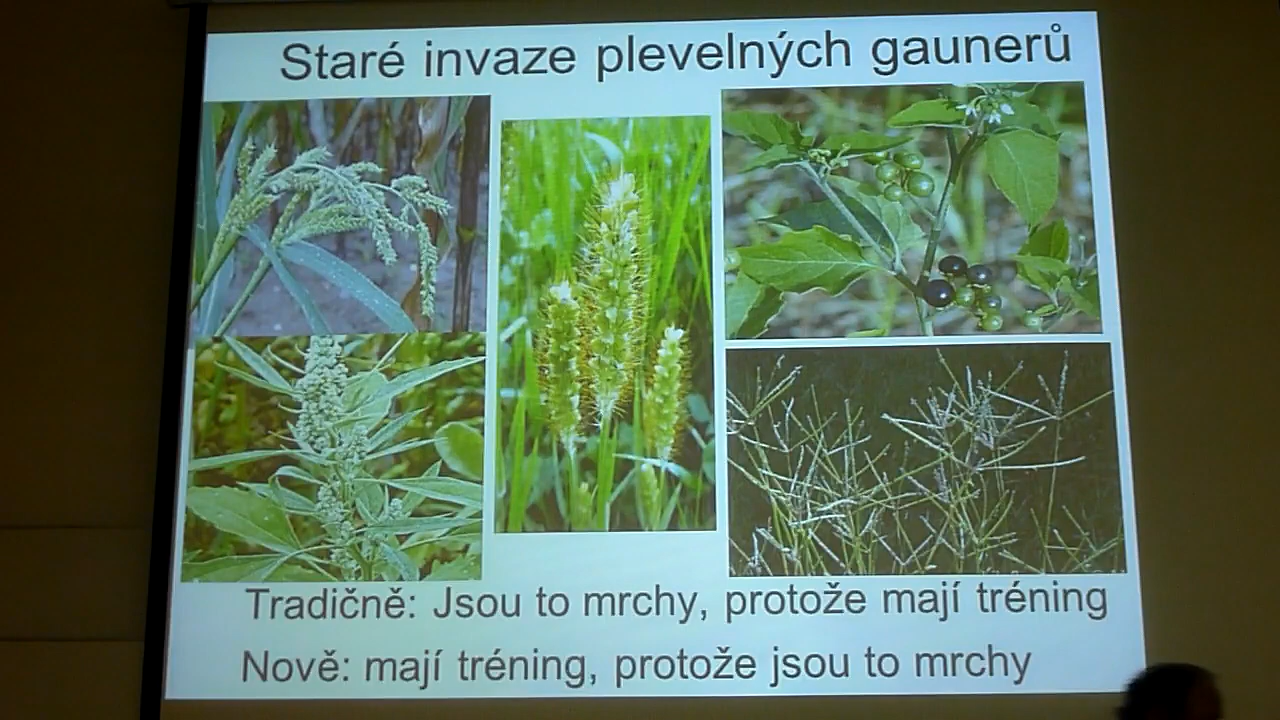 Staré invaze plevelných gaunerů
Tradičně: Jsou to mrchy, protože mají tréning
Nově: mají tréning, protože jsou to mrchy